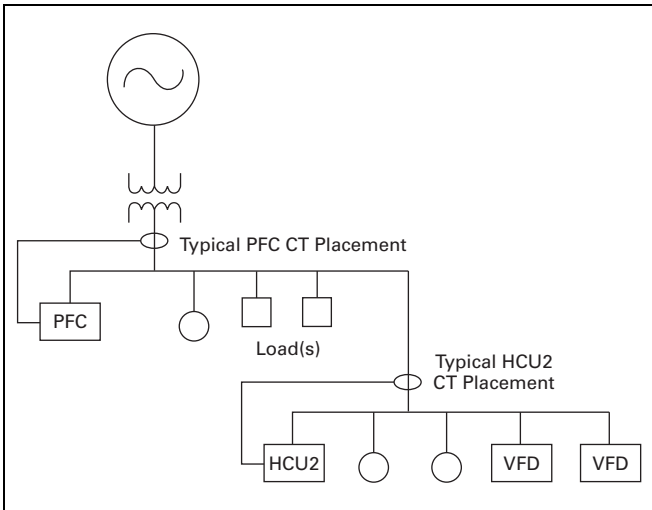 Typical PFC CT Placement
PFC
Load(s)
Typical HCU2
CT Placement
HCU2
VFD
VFD